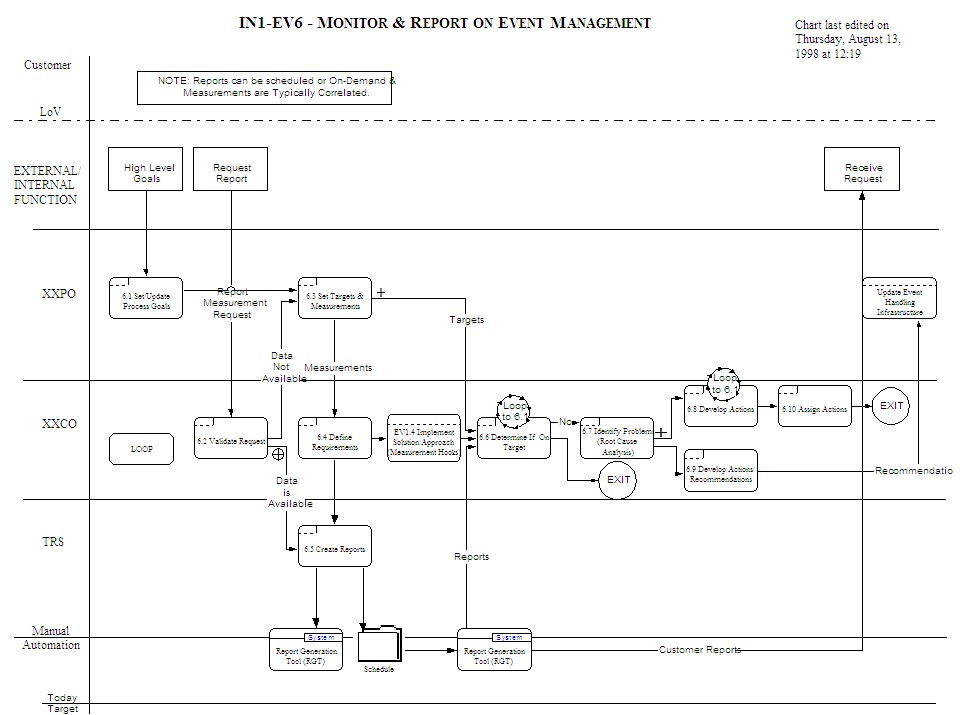 IN1-EV6 - MONITOR & REPORT ON EVENT MANAGEMENT
Chart last edited on
Thursday, August 13,
1998 at 12:19
Customer
NOTE: Reports can be scheduled or On-Demand &
Measurements are Typically Correlated.
LoV
EXTERNAL/
INTERNAL
FUNCTION
High Level
Goals
Request
Report
Receive
Request
XXPO
6.1 Set/Update
Process Goals
Report
Measurement
Request
6.3 Set Targets &
Measurements
+
Targets
Update Event
Handling
Infrastructure
Data
Not
Available
Measurements
XXCO
LOOP
6.2 Validate Request
6.4 Define
Requirements
EV1.4 Implement
Solution Approach
(Measurement Hooks)
Loop
to 6.1
6.6 Determine If On
Target
No
6.7 Identify Problem
(Root Cause
Analysis)
+
Loop
to 6.1
6.8 Develop Actions
6.10 Assign Actions
EXIT
6.9 Develop Actions/
Recommendations
Recommendatio
EXIT
Data
is
Available
TRS
6.5 Create Reports
Reports
Manual
Automation
System
Report Generation
Tool (RGT)
Schedule
System
Report Generation
Tool (RGT)
Customer Reports
Today
Target